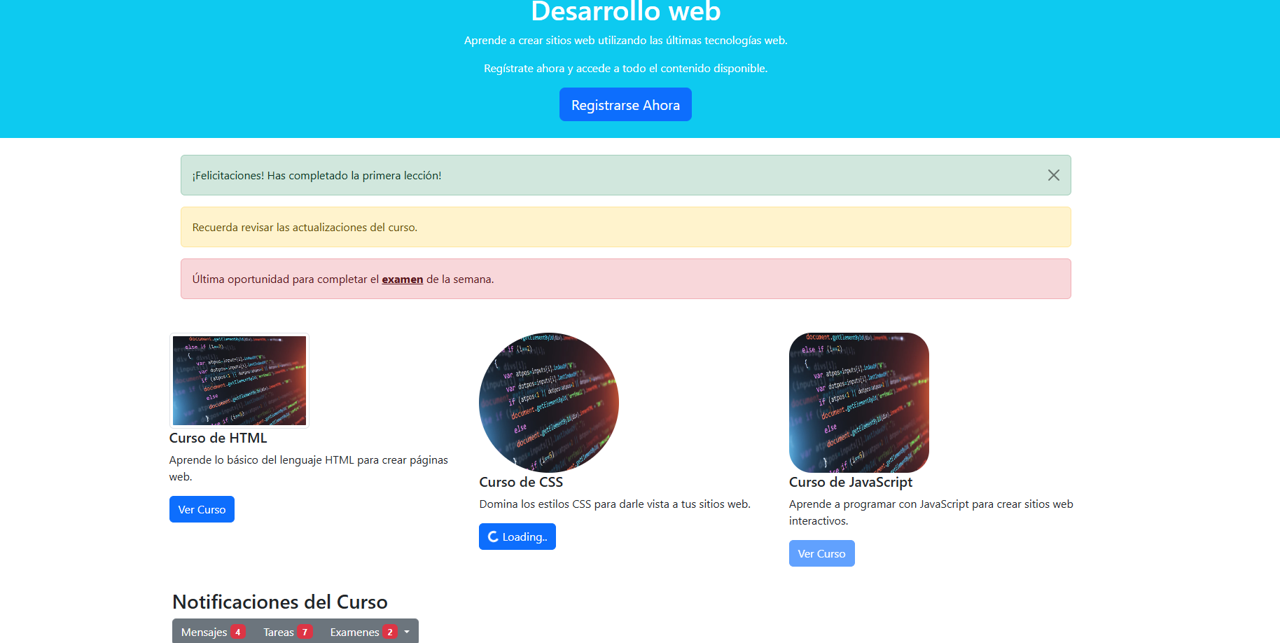 Desarrollo web
Aprende a crear sitios web utilizando las últimas tecnologías web.
Regístrate ahora y accede a todo el contenido disponible.
Registrarse Ahora
¡Felicitaciones! Has completado la primera lección!
Recuerda revisar las actualizaciones del curso.
Última oportunidad para completar el examen de la semana.
Curso de HTML
Aprende lo básico del lenguaje HTML para crear páginas
web.
Ver Curso
Curso de CSS
Domina los estilos CSS para darle vista a tus sitios web.
Loading..
Curso de JavaScript
Aprende a programar con JavaScript para crear sitios web
interactivos.
Ver Curso
Notificaciones del Curso
Mensajes 4 Tareas 7 Examenes 2